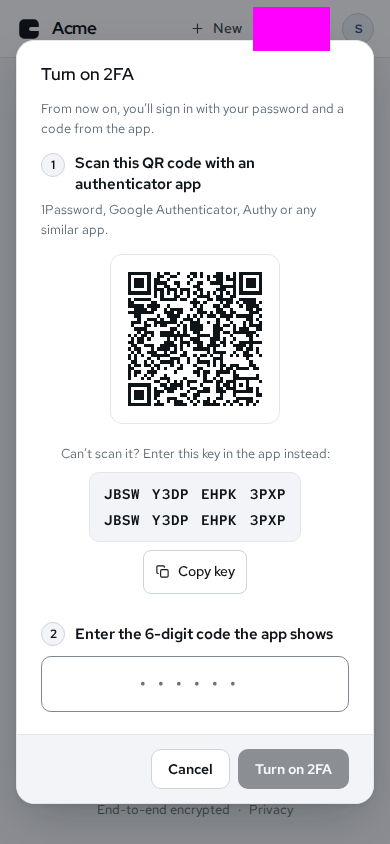 Acme
+ New
S
Turn on 2FA
From now on, you’ll sign in with your password and a
code from the app.
1
Scan this QR code with an
authenticator app
1Password, Google Authenticator, Authy or any
similar app.
Can’t scan it? Enter this key in the app instead:
JBSW Y3DP EHPK 3PXP
JBSW Y3DP EHPK 3PXP
Copy key
2
Enter the 6-digit code the app shows
• • • • • •
Cancel
Turn on 2FA
End-to-end encrypted · Privacy